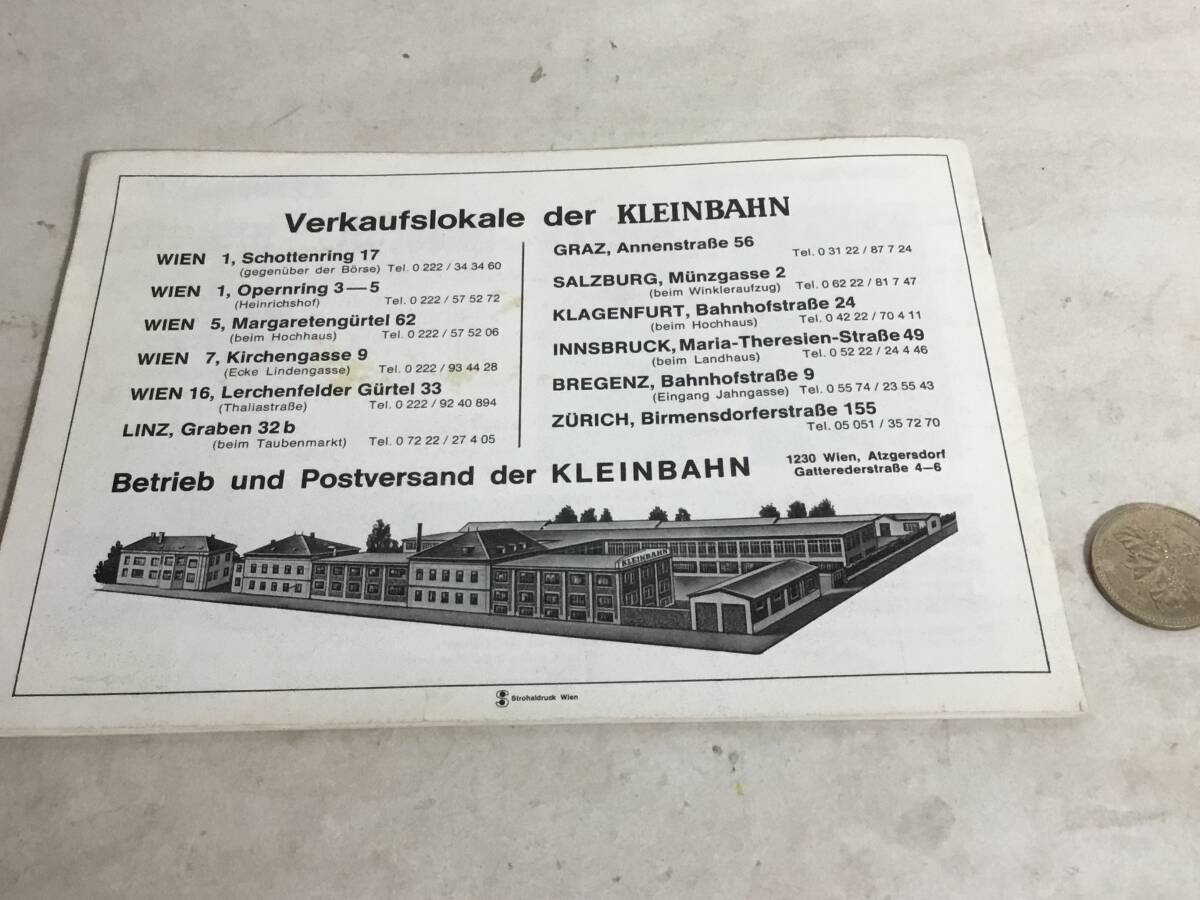 Verkaufslokale der KLEINBAHN
WIEN 1, Schottenring 17
(gegenüber der Börse) Tel. 0 222 / 34 34 60
WIEN 1, Opernring 3—5
(Heinrichshof) Tel. 0 222 / 57 52 72
WIEN 5, Margaretengürtel 62
(beim Hochhaus) Tel. 0 222 / 57 52 06
WIEN 7, Kirchengasse 9
(Ecke Lindengasse) Tel. 0 222 / 93 44 28
WIEN 16, Lerchenfelder Gürtel 33
(Thaliastraße) Tel. 0 222 / 92 40 894
LINZ, Graben 32 b
(beim Taubenmarkt) Tel. 0 72 22 / 27 4 05
GRAZ, Annenstraße 56
Tel. 0 31 22 / 87 7 24
SALZBURG, Münzgasse 2
(beim Winkleraufzug) Tel. 0 62 22 / 81 7 47
KLAGENFURT, Bahnhofstraße 24
(beim Hochhaus) Tel. 0 42 22 / 70 4 11
INNSBRUCK, Maria-Theresien-Straße 49
(beim Landhaus) Tel. 0 52 22 / 24 4 46
BREGENZ, Bahnhofstraße 9
(Eingang Jahngasse) Tel. 0 55 74 / 23 55 43
ZÜRICH, Birmensdorferstraße 155
Tel. 05 051 / 35 72 70
Betrieb und Postversand der KLEINBAHN
1230 Wien, Atzgersdorf
Gatterederstraße 4—6
KLEINBAHN
Strohaldruck Wien